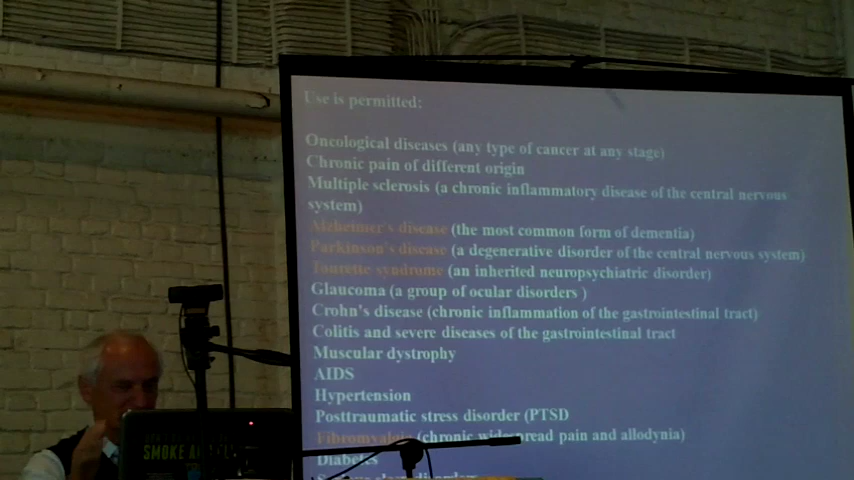 Use is permitted:
Oncological diseases (any type of cancer at any stage)
Chronic pain of different origin
Multiple sclerosis (a chronic inflammatory disease of the central nervous
system)
Alzheimer's disease (the most common form of dementia)
Parkinson's disease (a degenerative disorder of the central nervous system)
Tourette syndrome (an inherited neuropsychiatric disorder)
Glaucoma (a group of ocular disorders )
Crohn's disease (chronic inflammation of the gastrointestinal tract)
Colitis and severe diseases of the gastrointestinal tract
Muscular dystrophy
AIDS
Hypertension
Posttraumatic stress disorder (PTSD
Fibromyalgia (chronic widespread pain and allodynia)
Diabetes
SMOKE